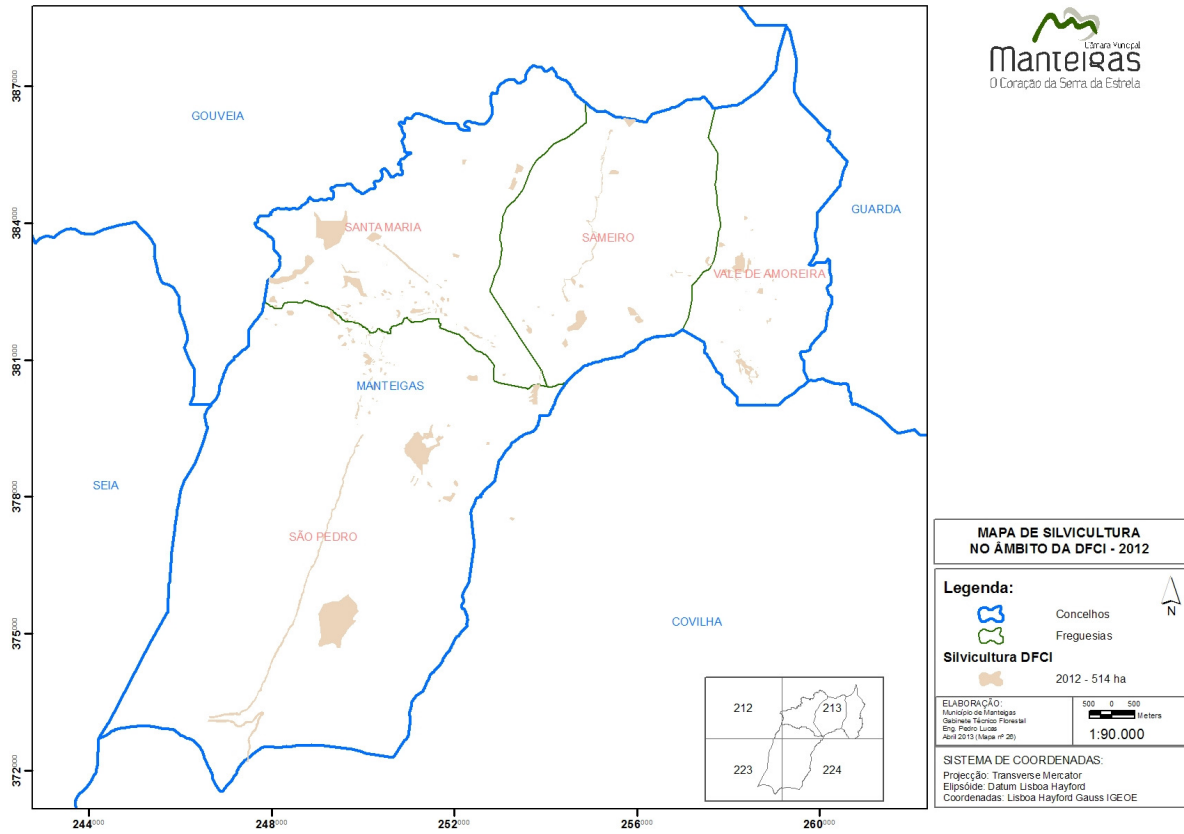 Câmara Municipal
Manteigas
O Coração da Serra da Estrela
387000
384000
381000
378000
375000
372000
GOUVEIA
GUARDA
SANTA MARIA
SAMEIRO
VALE DE AMOREIRA
MANTEIGAS
SEIA
SÃO PEDRO
COVILHA
212
213
223
224
244000
248000
252000
256000
260000
MAPA DE SILVICULTURA
NO ÂMBITO DA DFCI - 2012
Legenda:
N
Concelhos
Freguesias
Silvicultura DFCI
2012 - 514 ha
ELABORAÇÃO:
Município de Manteigas
Gabinete Técnico Florestal
Eng. Pedro Lucas
Abril 2013 (Mapa nº 26)
500 0 500
Meters
1:90.000
SISTEMA DE COORDENADAS:
Projecção: Transverse Mercator
Elipsóide: Datum Lisboa Hayford
Coordenadas: Lisboa Hayford Gauss IGEOE